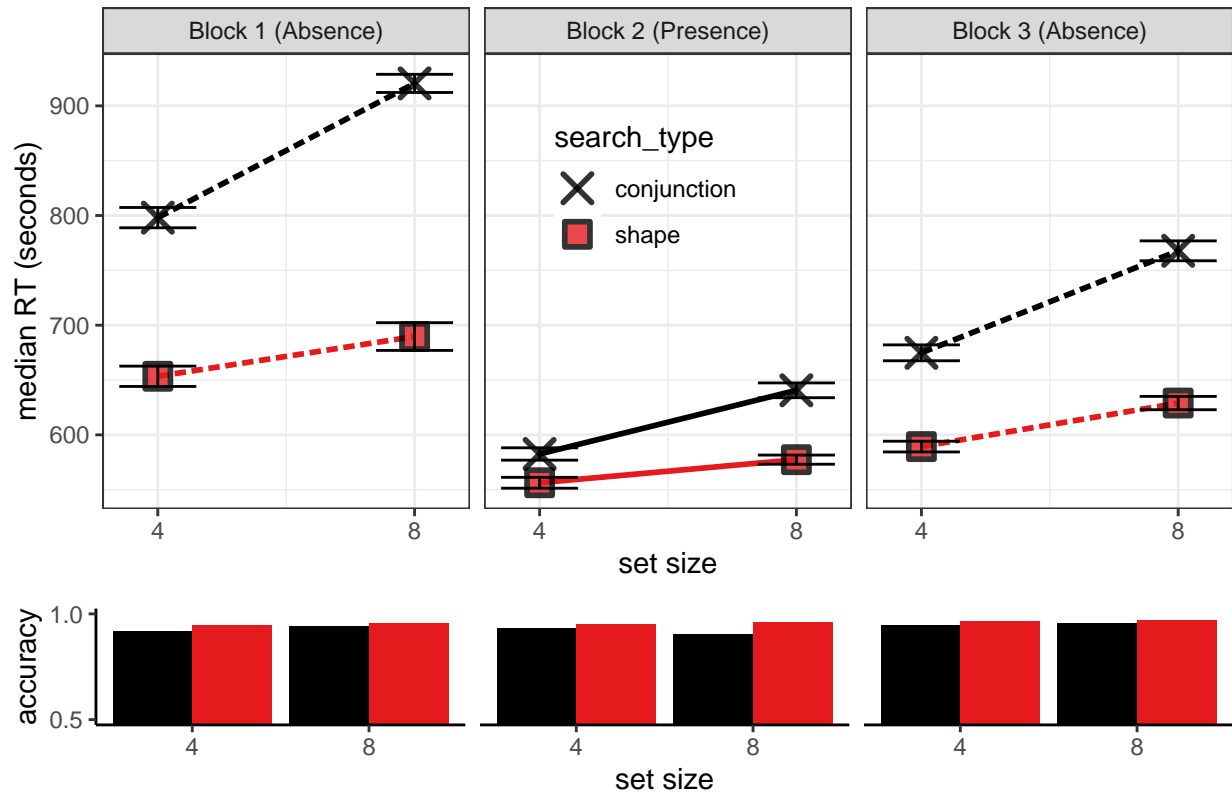 Block 1 (Absence)
Block 2 (Presence)
Block 3 (Absence)
median RT (seconds)
900
800
700
600
search_type
conjunction
shape
4
8
4
8
4
8
set size
accuracy
1.0
0.5
4
8
4
8
4
8
set size